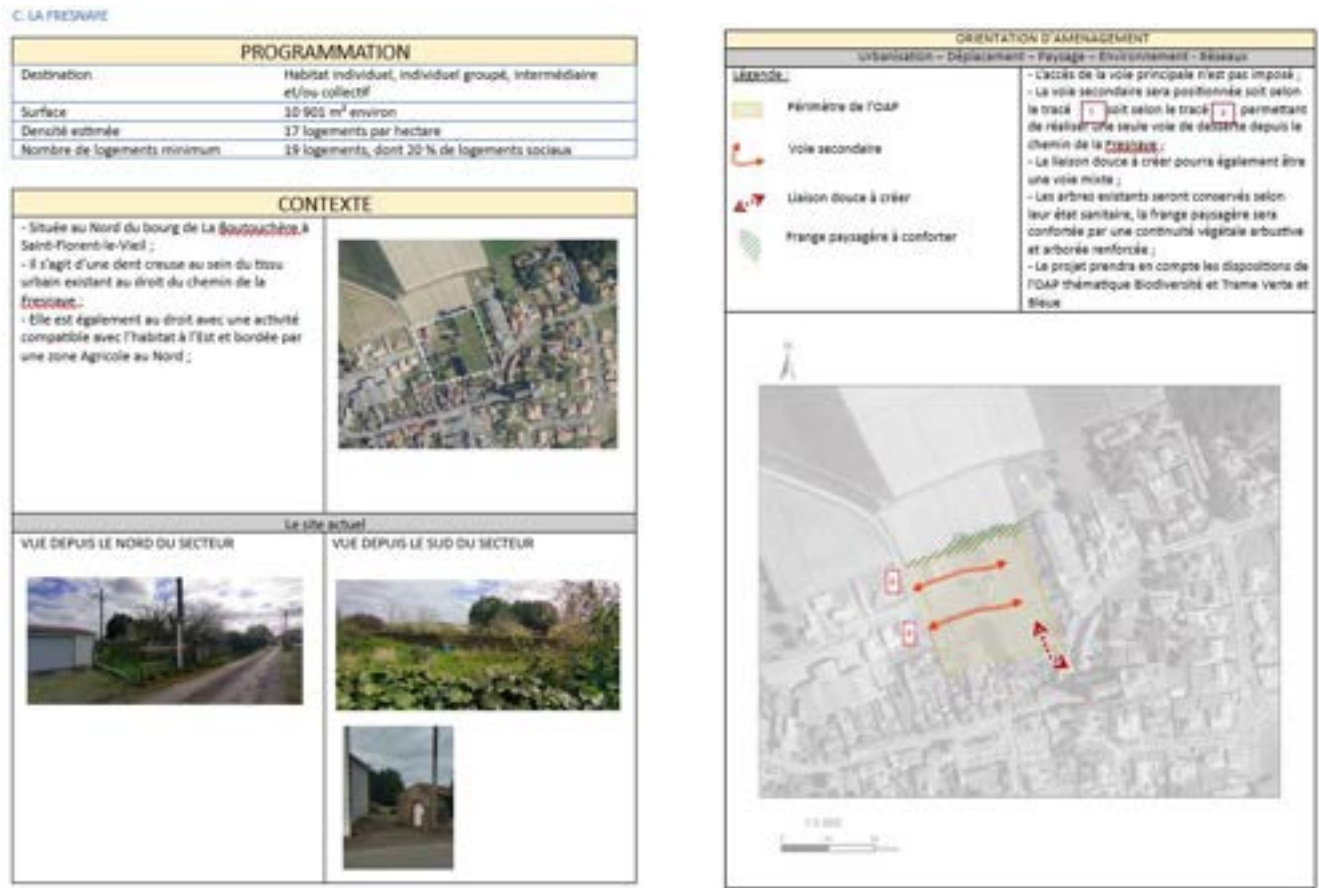 C. LA FRESNAYE
PROGRAMMATION
Destination
Habitat individuel, individuel groupé, intermédiaire
et/ou collectif
Surface
10 901 m² environ
Densité estimée
17 logements par hectare
Nombre de logements minimum
19 logements, dont 20 % de logements sociaux
CONTEXTE
- Située au Nord du bourg de La Boutouchère à
Saint-Florent-le-Vieil ;
- Il s'agit d'une dent creuse au sein du tissu
urbain existant au droit du chemin de la
Fresnaye ;
- Elle est également au droit avec une activité
compatible avec l'habitat à l'Est et bordée par
une zone Agricole au Nord ;
Le site actuel
VUE DEPUIS LE NORD DU SECTEUR
VUE DEPUIS LE SUD DU SECTEUR
ORIENTATION D'AMENAGEMENT
Urbanisation – Déplacement – Paysage – Environnement - Réseaux
Légende :
Périmètre de l'OAP
Voie secondaire
Liaison douce à créer
Frange paysagère à conforter
- L'accès de la voie principale n'est pas imposé ;
- La voie secondaire sera positionnée soit selon
le tracé soit selon le tracé permettant
de réaliser une seule voie de desserte depuis le
chemin de la Fresnaye ;
- La liaison douce à créer pourra également être
une voie mixte ;
- Les arbres existants seront conservés selon
leur état sanitaire, la frange paysagère sera
confortée par une continuité végétale arbustive
et arborée renforcée ;
- Le projet prendra en compte les dispositions de
l'OAP thématique Biodiversité et Trame Verte et
Bleue